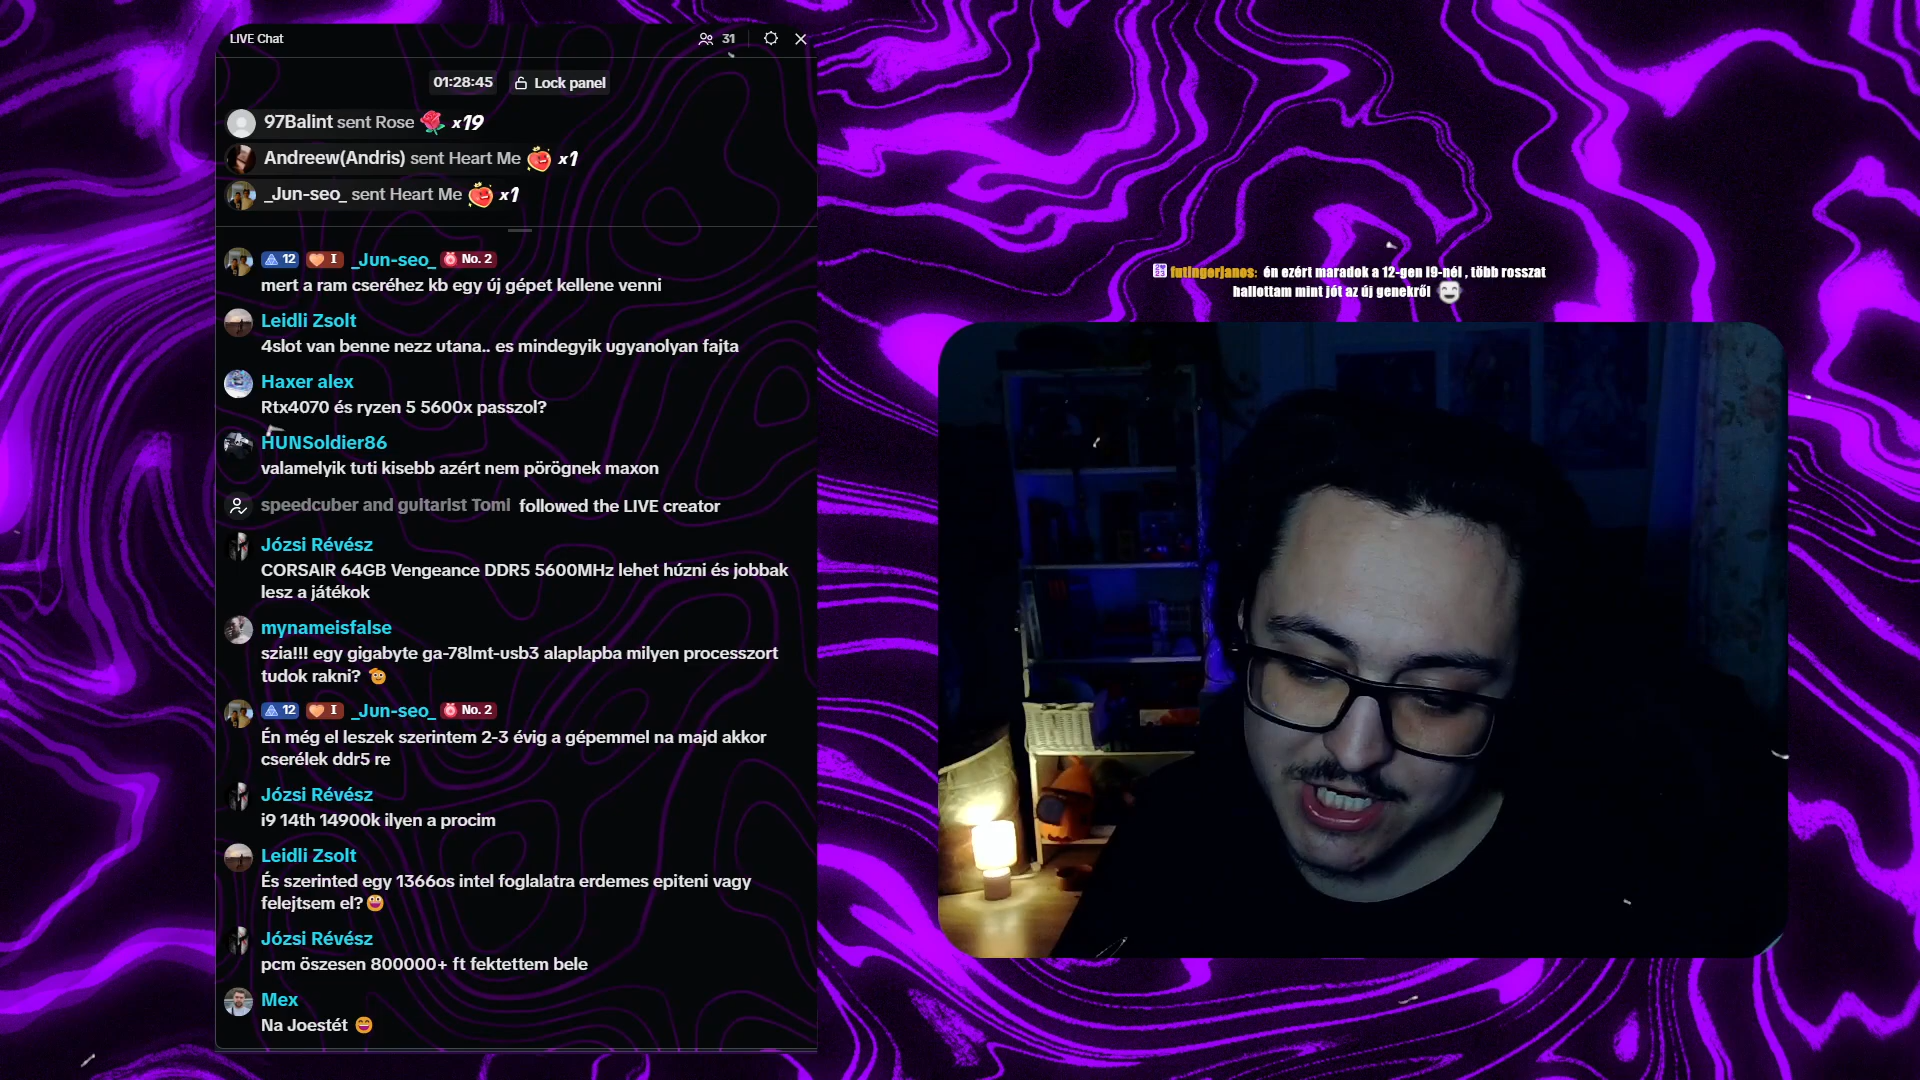 LIVE Chat
31
01:28:45
Lock panel
97Balint sent Rose x19
Andreew(Andris) sent Heart Me x1
_Jun-seo_ sent Heart Me x1
12 I _Jun-seo_ No. 2
mert a ram cseréhez kb egy új gépet kellene venni
Leidli Zsolt
4slot van benne nezz utana.. es mindegyik ugyanolyan fajta
Haxer alex
Rtx4070 és ryzen 5 5600x passzol?
HUNSoldier86
valamelyik tuti kisebb azért nem pörögnek maxon
speedcuber and guitarist Tomi followed the LIVE creator
Józsi Révész
CORSAIR 64GB Vengeance DDR5 5600MHz lehet húzni és jobbak
lesz a játékok
mynameisfalse
szia!!! egy gigabyte ga-78lmt-usb3 alaplapba milyen processzort
tudok rakni?
12 I _Jun-seo_ No. 2
Én még el leszek szerintem 2-3 évig a gépemmel na majd akkor
cserélek ddr5 re
Józsi Révész
i9 14th 14900k ilyen a procim
Leidli Zsolt
És szerinted egy 1366os intel foglalatra erdemes epiteni vagy
felejtsem el?
Józsi Révész
pcm öszesen 800000+ ft fektettem bele
Mex
Na Joestét
futingerjanos: én ezért maradok a 12-gen i9-nél , több rosszat
hallottam mint jót az új genekről